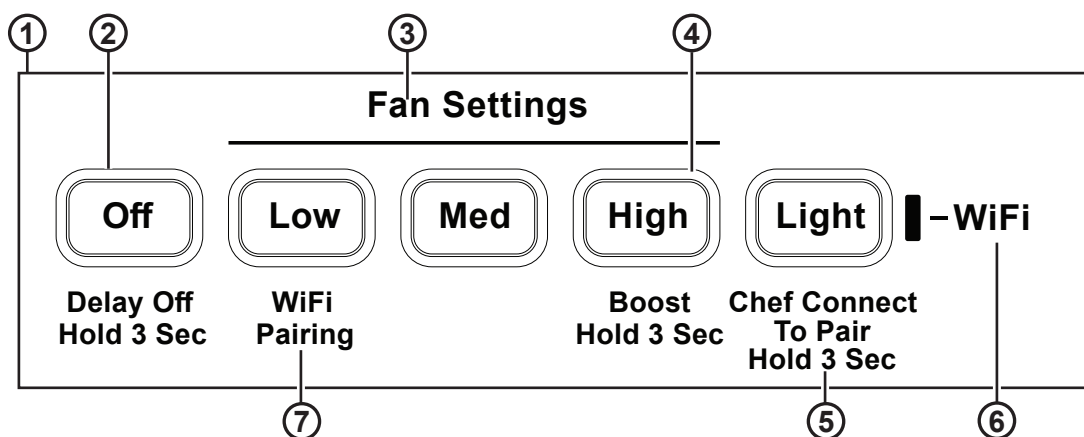 1 2 3 4
Fan Settings
Off Low Med High Light -WiFi
Delay Off WiFi Boost Chef Connect
Hold 3 Sec Pairing Hold 3 Sec To Pair
Hold 3 Sec
7 5 6